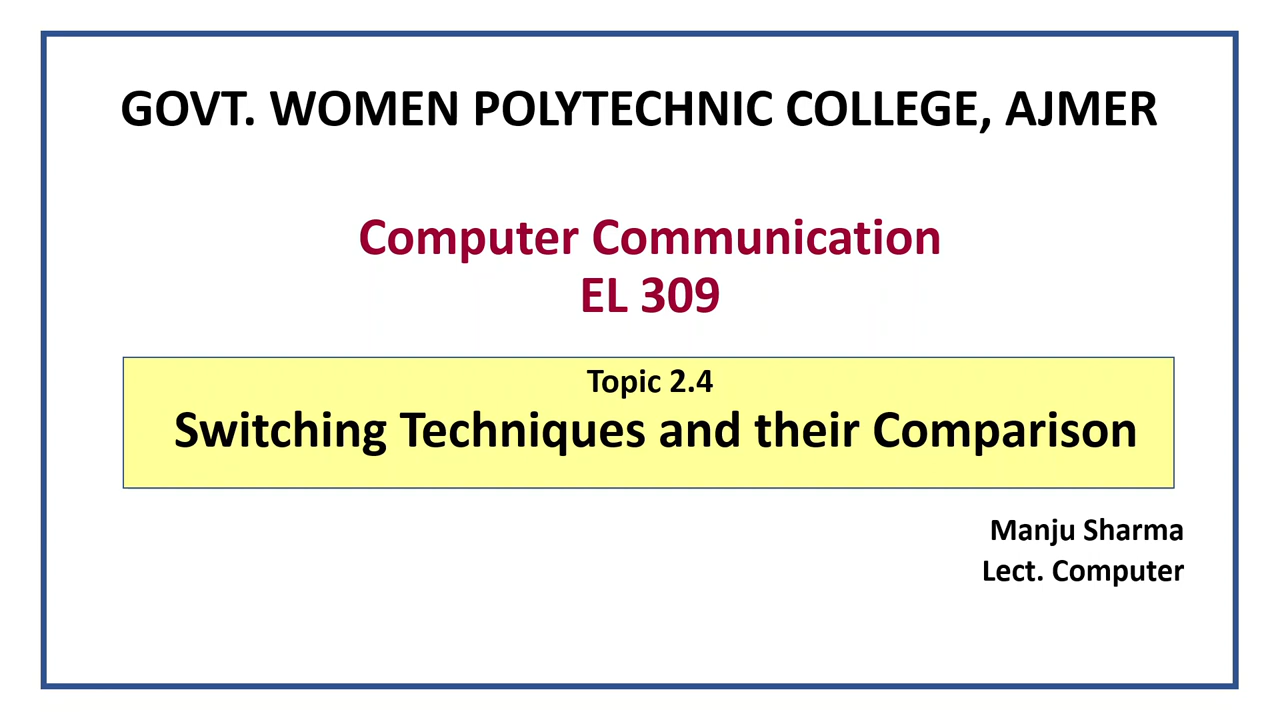 GOVT. WOMEN POLYTECHNIC COLLEGE, AJMER
Computer Communication
EL 309
Topic 2.4
Switching Techniques and their Comparison
Manju Sharma
Lect. Computer